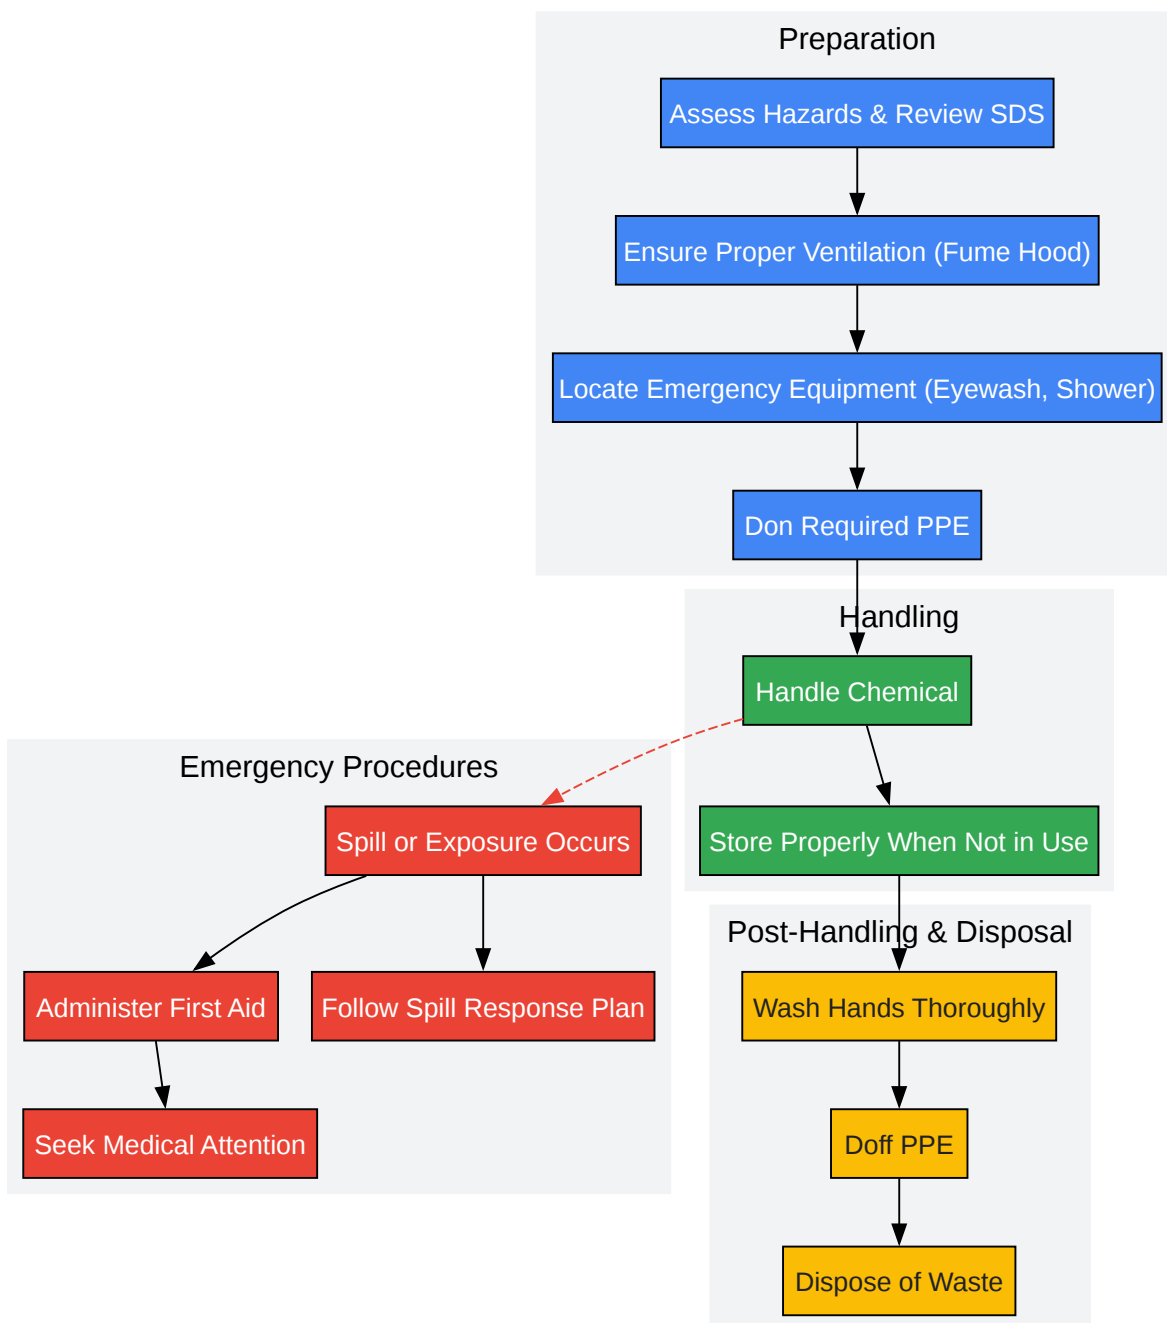 Preparation
Assess Hazards & Review SDS
Ensure Proper Ventilation (Fume Hood)
Locate Emergency Equipment (Eyewash, Shower)
Don Required PPE
Handling
Handle Chemical
Store Properly When Not in Use
Emergency Procedures
Spill or Exposure Occurs
Administer First Aid
Follow Spill Response Plan
Seek Medical Attention
Post-Handling & Disposal
Wash Hands Thoroughly
Doff PPE
Dispose of Waste